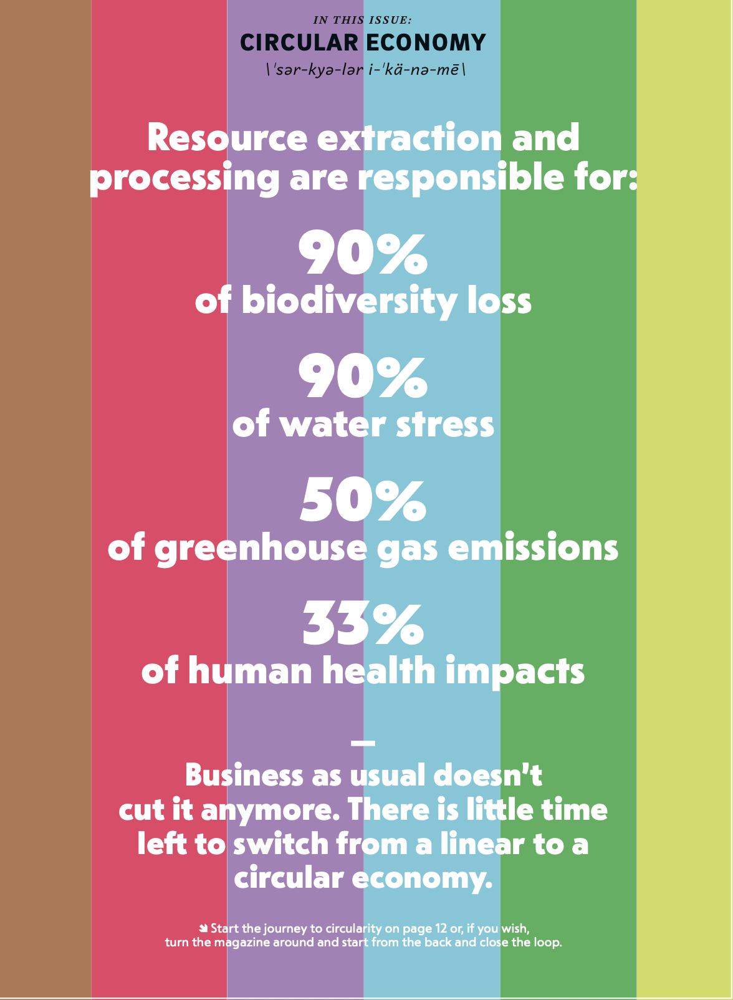 IN THIS ISSUE:
CIRCULAR ECONOMY
\ˈsər-kyə-lər i-ˈkä-nə-mē\
Resource extraction and
processing are responsible for:
90%
of biodiversity loss
90%
of water stress
50%
of greenhouse gas emissions
33%
of human health impacts
—
Business as usual doesn't
cut it anymore. There is little time
left to switch from a linear to a
circular economy.
Start the journey to circularity on page 12 or, if you wish,
turn the magazine around and start from the back and close the loop.